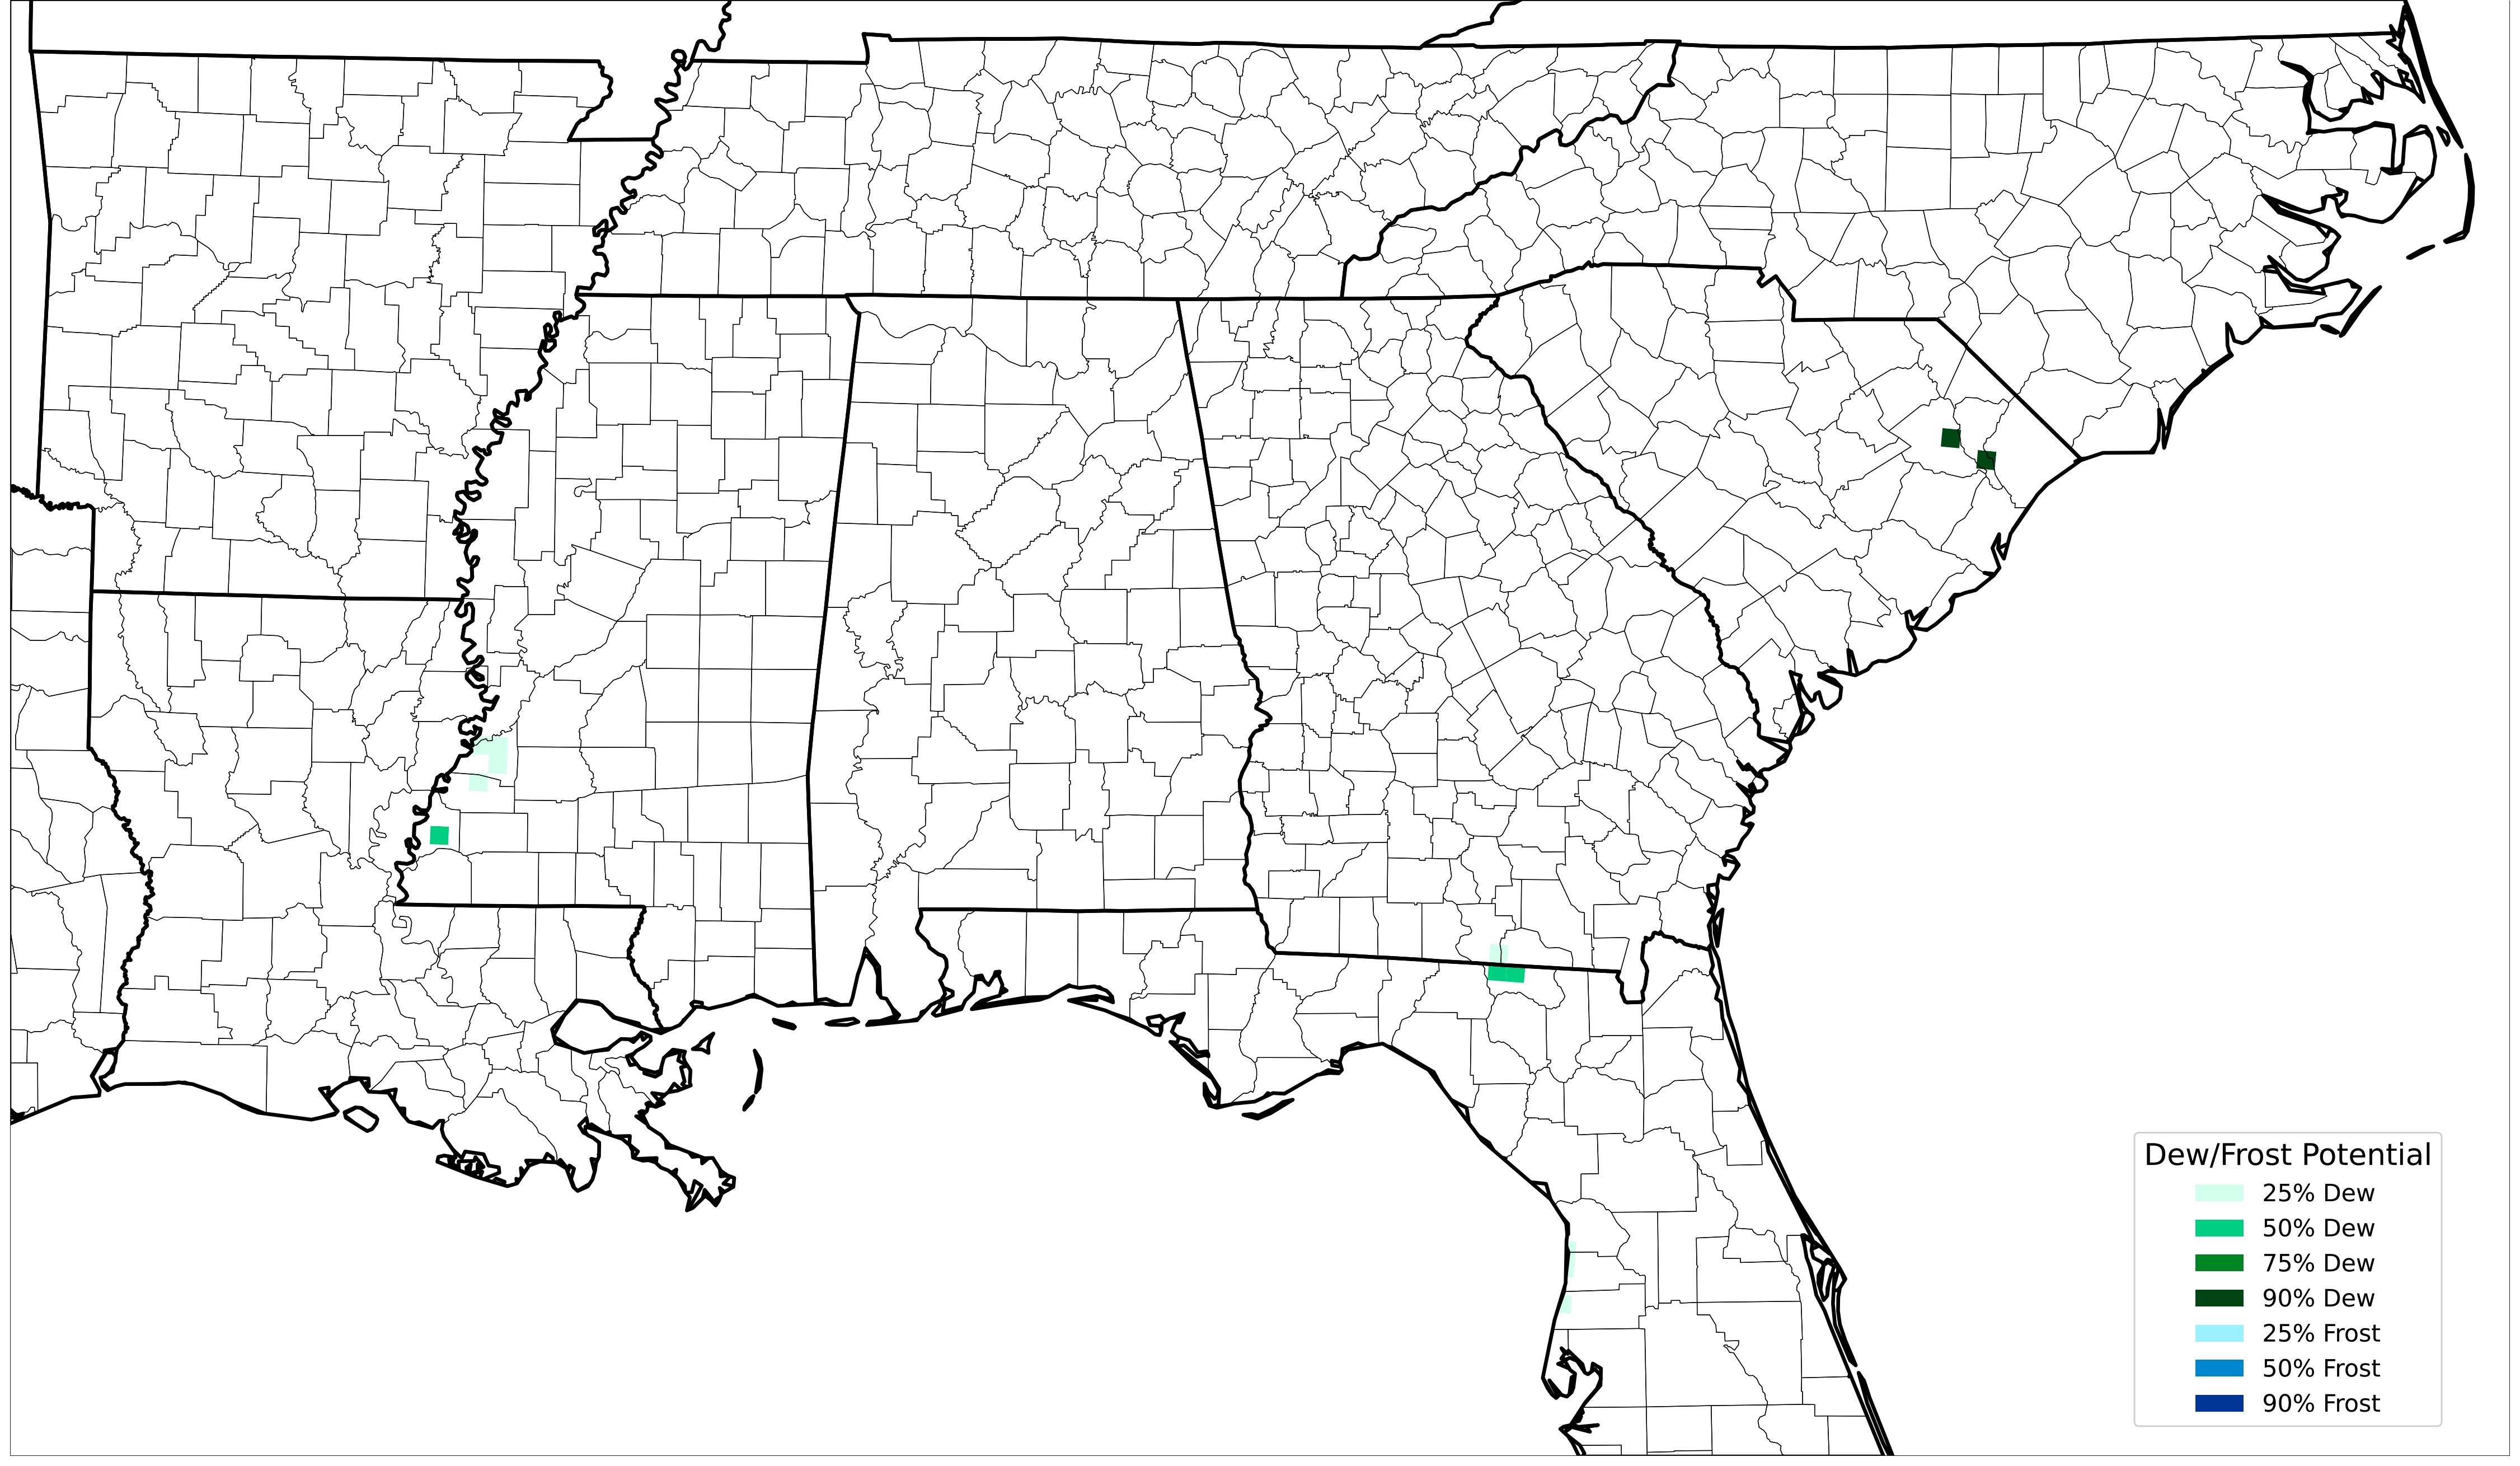 Dew/Frost Potential
25% Dew
50% Dew
75% Dew
90% Dew
25% Frost
50% Frost
90% Frost